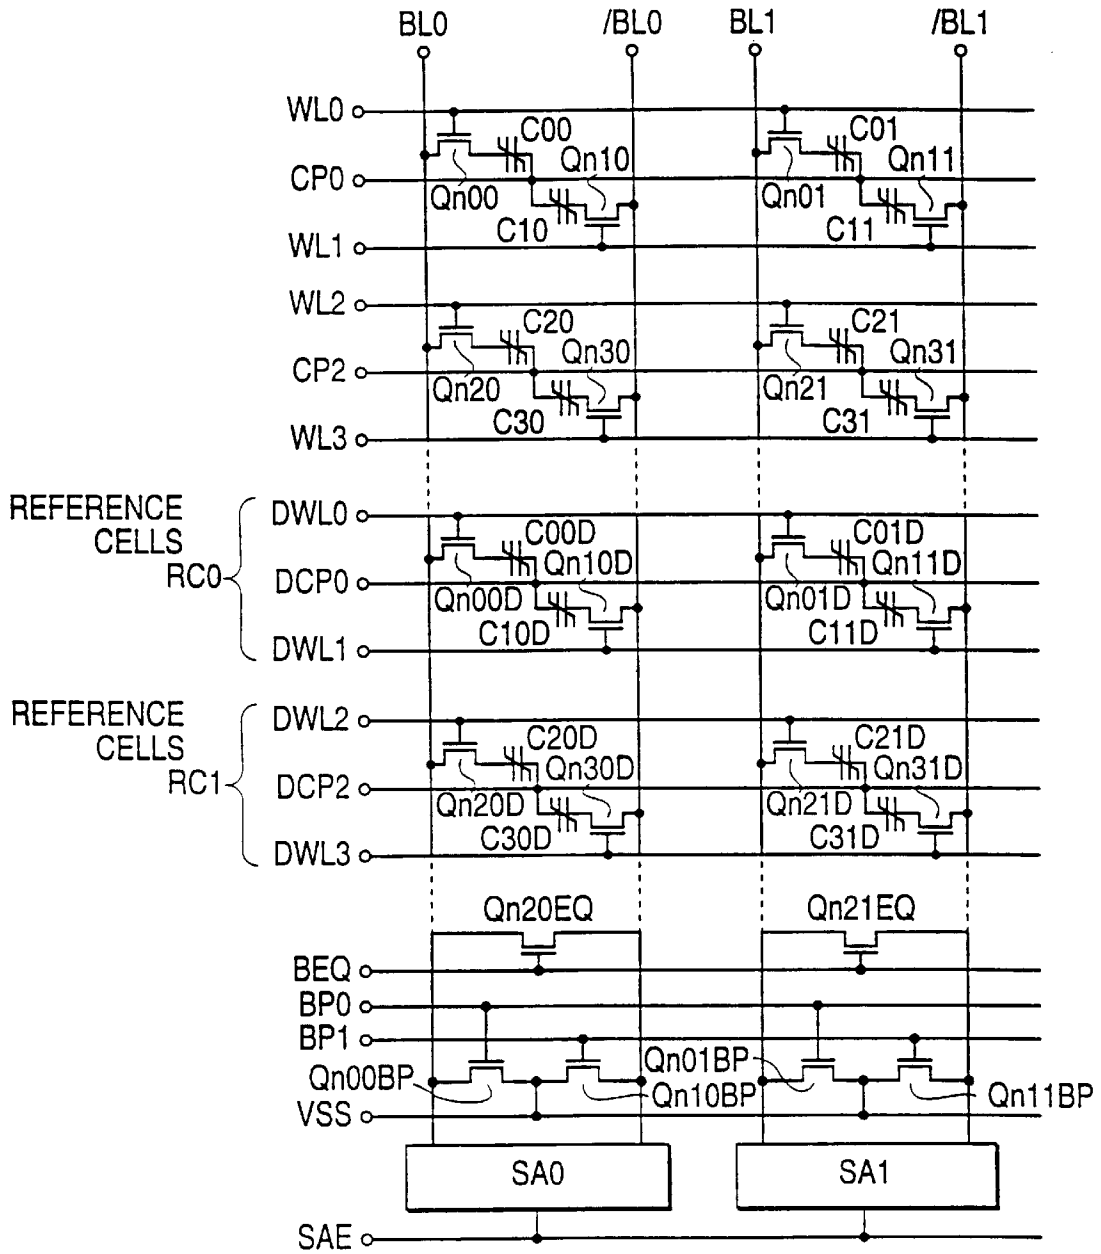 BL0 /BL0 BL1 /BL1
WL0
C00 C01
Qn10 Qn11
CP0
Qn00 Qn01
C10 C11
WL1
WL2
C20 C21
Qn30 Qn31
CP2
Qn20 Qn21
C30 C31
WL3
REFERENCE
CELLS
RC0
DWL0
C00D C01D
Qn10D Qn11D
DCP0
Qn00D Qn01D
C10D C11D
DWL1
REFERENCE
CELLS
RC1
DWL2
C20D C21D
Qn30D Qn31D
DCP2
Qn20D Qn21D
C30D C31D
DWL3
Qn20EQ Qn21EQ
BEQ
BP0
BP1
Qn01BP
Qn00BP Qn10BP Qn11BP
VSS
SA0 SA1
SAE